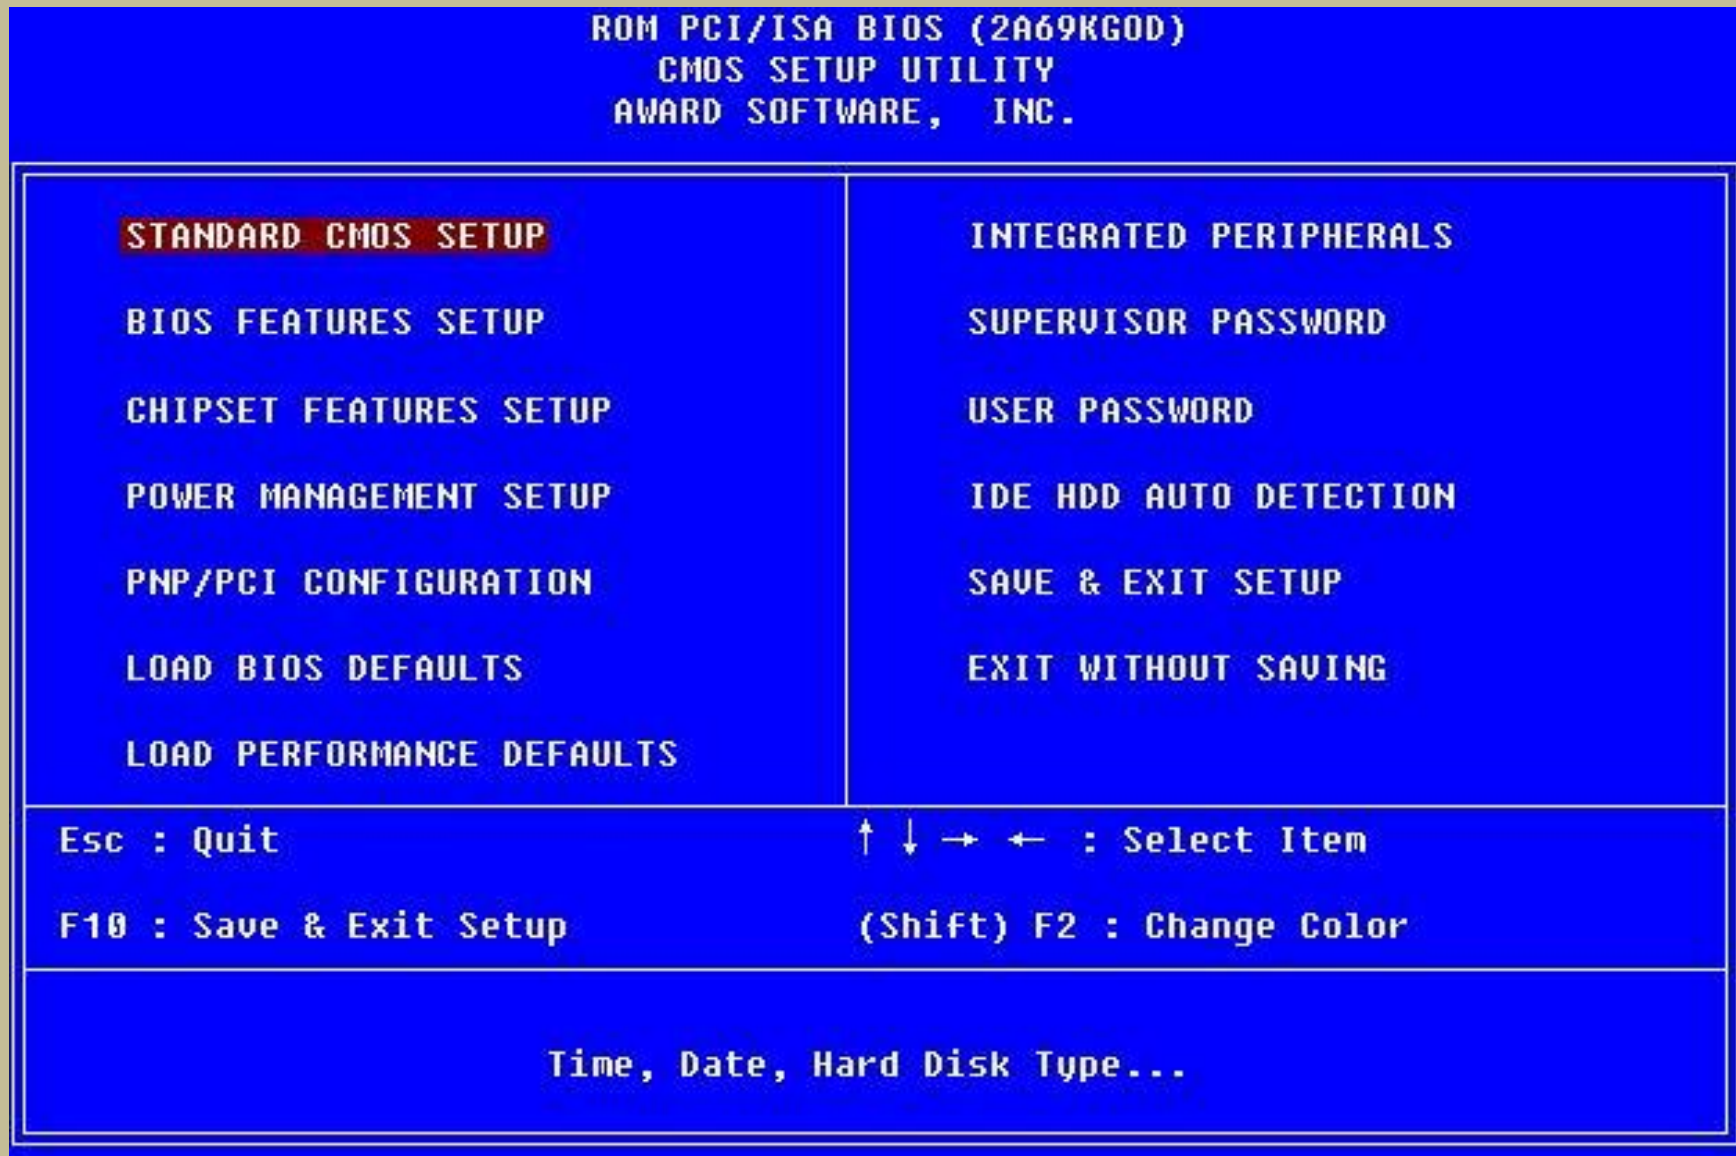 ROM PCI/ISA BIOS (2A69KG0D)
CMOS SETUP UTILITY
AWARD SOFTWARE, INC.
STANDARD CMOS SETUP
BIOS FEATURES SETUP
CHIPSET FEATURES SETUP
POWER MANAGEMENT SETUP
PNP/PCI CONFIGURATION
LOAD BIOS DEFAULTS
LOAD PERFORMANCE DEFAULTS
INTEGRATED PERIPHERALS
SUPERVISOR PASSWORD
USER PASSWORD
IDE HDD AUTO DETECTION
SAVE & EXIT SETUP
EXIT WITHOUT SAVING
Esc : Quit
↑ ↓ → ← : Select Item
F10 : Save & Exit Setup
(Shift) F2 : Change Color
Time, Date, Hard Disk Type...